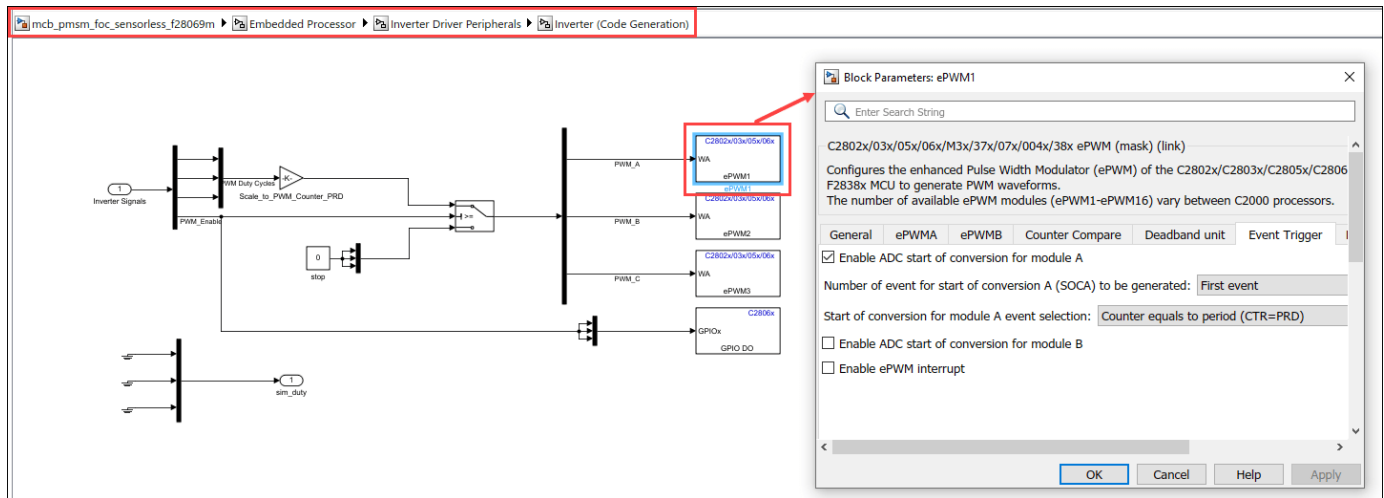 mcb_pmsm_foc_sensorless_f28069m Embedded Processor Inverter Driver Peripherals Inverter (Code Generation)
1
Inverter Signals
PWM Duty Cycles
-K-
Scale_to_PWM_Counter_PRD
PWM_Enable
>=
0
stop
PWM_A
PWM_B
PWM_C
C2802x/03x/05x/06x
WA
ePWM1
ePWM1
C2802x/03x/05x/06x
WA
ePWM2
C2802x/03x/05x/06x
WA
ePWM3
C2806x
GPIOx
GPIO DO
1
sim_duty
Block Parameters: ePWM1
Enter Search String
C2802x/03x/05x/06x/M3x/37x/07x/004x/38x ePWM (mask) (link)
Configures the enhanced Pulse Width Modulator (ePWM) of the C2802x/C2803x/C2805x/C2806
F2838x MCU to generate PWM waveforms.
The number of available ePWM modules (ePWM1-ePWM16) vary between C2000 processors.
General ePWMA ePWMB Counter Compare Deadband unit Event Trigger
Enable ADC start of conversion for module A
Number of event for start of conversion A (SOCA) to be generated: First event
Start of conversion for module A event selection: Counter equals to period (CTR=PRD)
Enable ADC start of conversion for module B
Enable ePWM interrupt
OK Cancel Help Apply